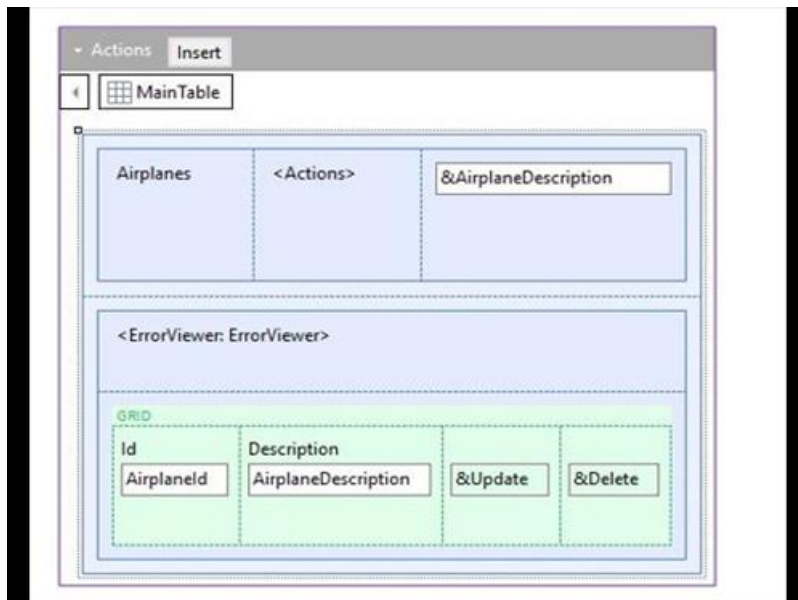 Actions Insert
MainTable
Airplanes <Actions> &AirplaneDescription
<ErrorViewer: ErrorViewer>
GRID
Id Description
AirplaneId AirplaneDescription &Update &Delete